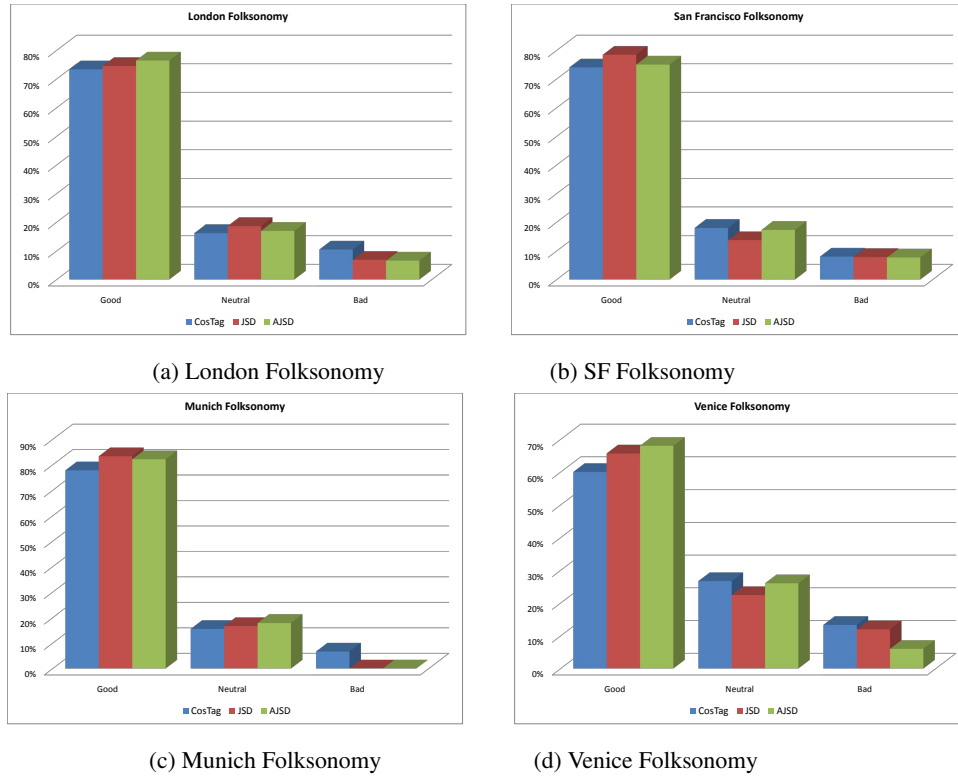 London Folksonomy
80%
70%
60%
50%
40%
30%
20%
10%
0%
Good Neutral Bad
CosTag JSD AJSD
(a) London Folksonomy
San Francisco Folksonomy
80%
70%
60%
50%
40%
30%
20%
10%
0%
Good Neutral Bad
CosTag JSD AJSD
(b) SF Folksonomy
Munich Folksonomy
90%
80%
70%
60%
50%
40%
30%
20%
10%
0%
Good Neutral Bad
CosTag JSD AJSD
(c) Munich Folksonomy
Venice Folksonomy
70%
60%
50%
40%
30%
20%
10%
0%
Good Neutral Bad
CosTag JSD AJSD
(d) Venice Folksonomy